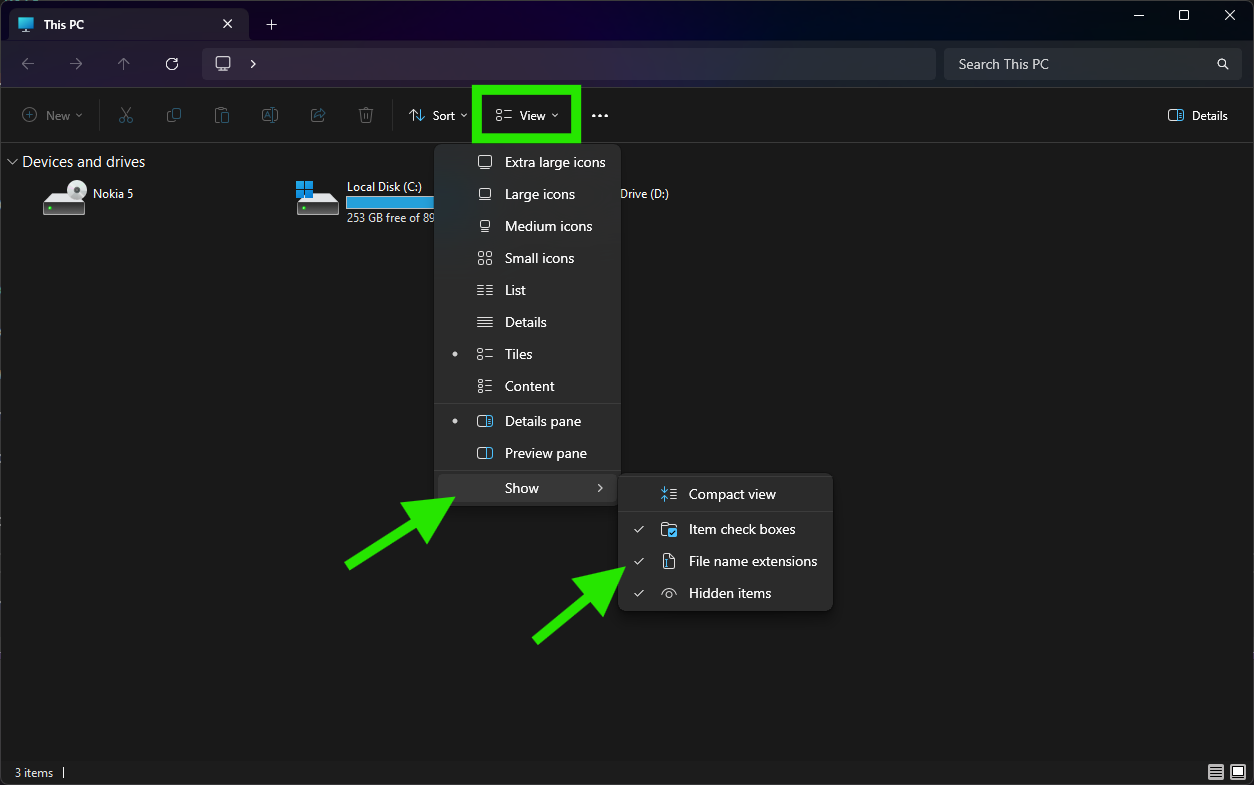 This PC
Search This PC
New
Sort
View
Details
Devices and drives
Nokia 5
Local Disk (C:)
253 GB free of 89
Drive (D:)
Extra large icons
Large icons
Medium icons
Small icons
List
Details
Tiles
Content
Details pane
Preview pane
Show
Compact view
Item check boxes
File name extensions
Hidden items
3 items